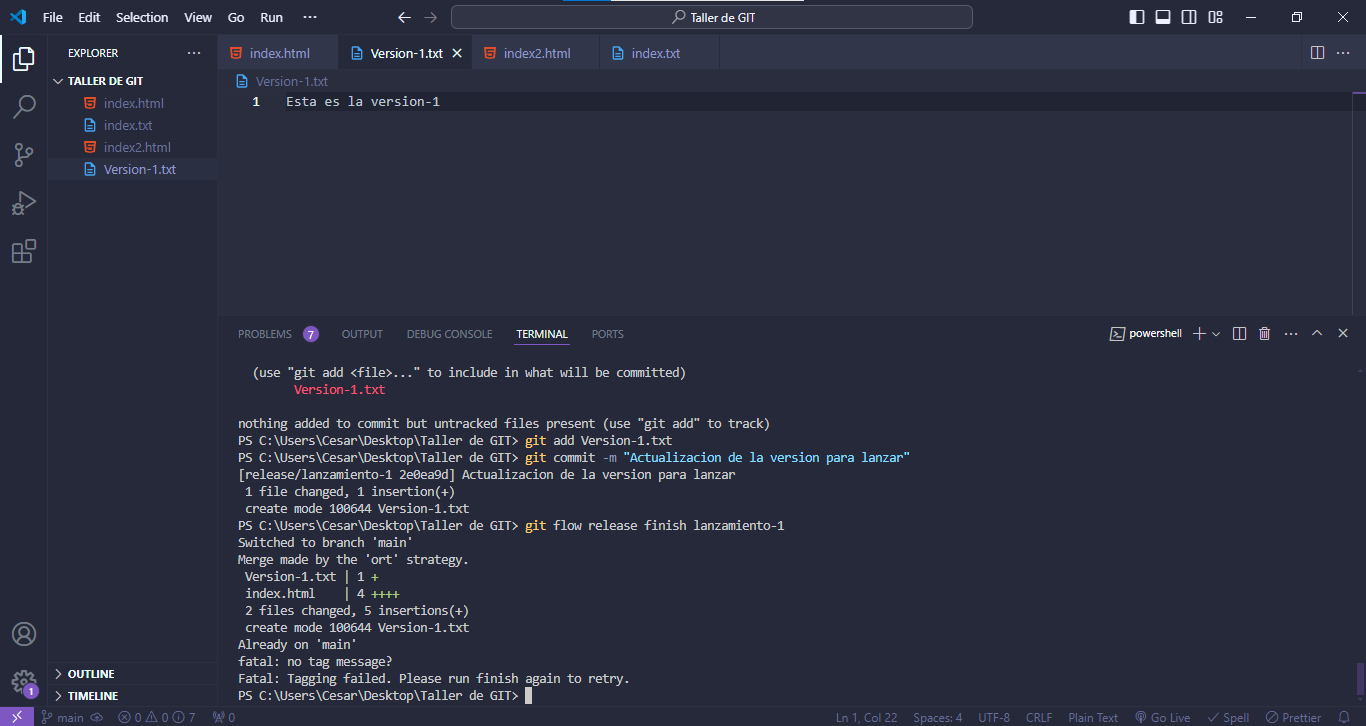 File Edit Selection View Go Run ··· Taller de GIT
EXPLORER ···
TALLER DE GIT
index.html
index.txt
index2.html
Version-1.txt
OUTLINE
TIMELINE
1
index.html Version-1.txt index2.html index.txt ···
Version-1.txt
1 Esta es la version-1
PROBLEMS 7 OUTPUT DEBUG CONSOLE TERMINAL PORTS powershell ···
(use "git add <file>..." to include in what will be committed)
Version-1.txt
nothing added to commit but untracked files present (use "git add" to track)
PS C:\Users\Cesar\Desktop\Taller de GIT> git add Version-1.txt
PS C:\Users\Cesar\Desktop\Taller de GIT> git commit -m "Actualizacion de la version para lanzar"
[release/lanzamiento-1 2e0ea9d] Actualizacion de la version para lanzar
1 file changed, 1 insertion(+)
create mode 100644 Version-1.txt
PS C:\Users\Cesar\Desktop\Taller de GIT> git flow release finish lanzamiento-1
Switched to branch 'main'
Merge made by the 'ort' strategy.
Version-1.txt | 1 +
index.html    | 4 ++++
2 files changed, 5 insertions(+)
create mode 100644 Version-1.txt
Already on 'main'
fatal: no tag message?
Fatal: Tagging failed. Please run finish again to retry.
PS C:\Users\Cesar\Desktop\Taller de GIT>
main 0 0 7 0 Ln 1, Col 22 Spaces: 4 UTF-8 CRLF Plain Text Go Live Spell Prettier